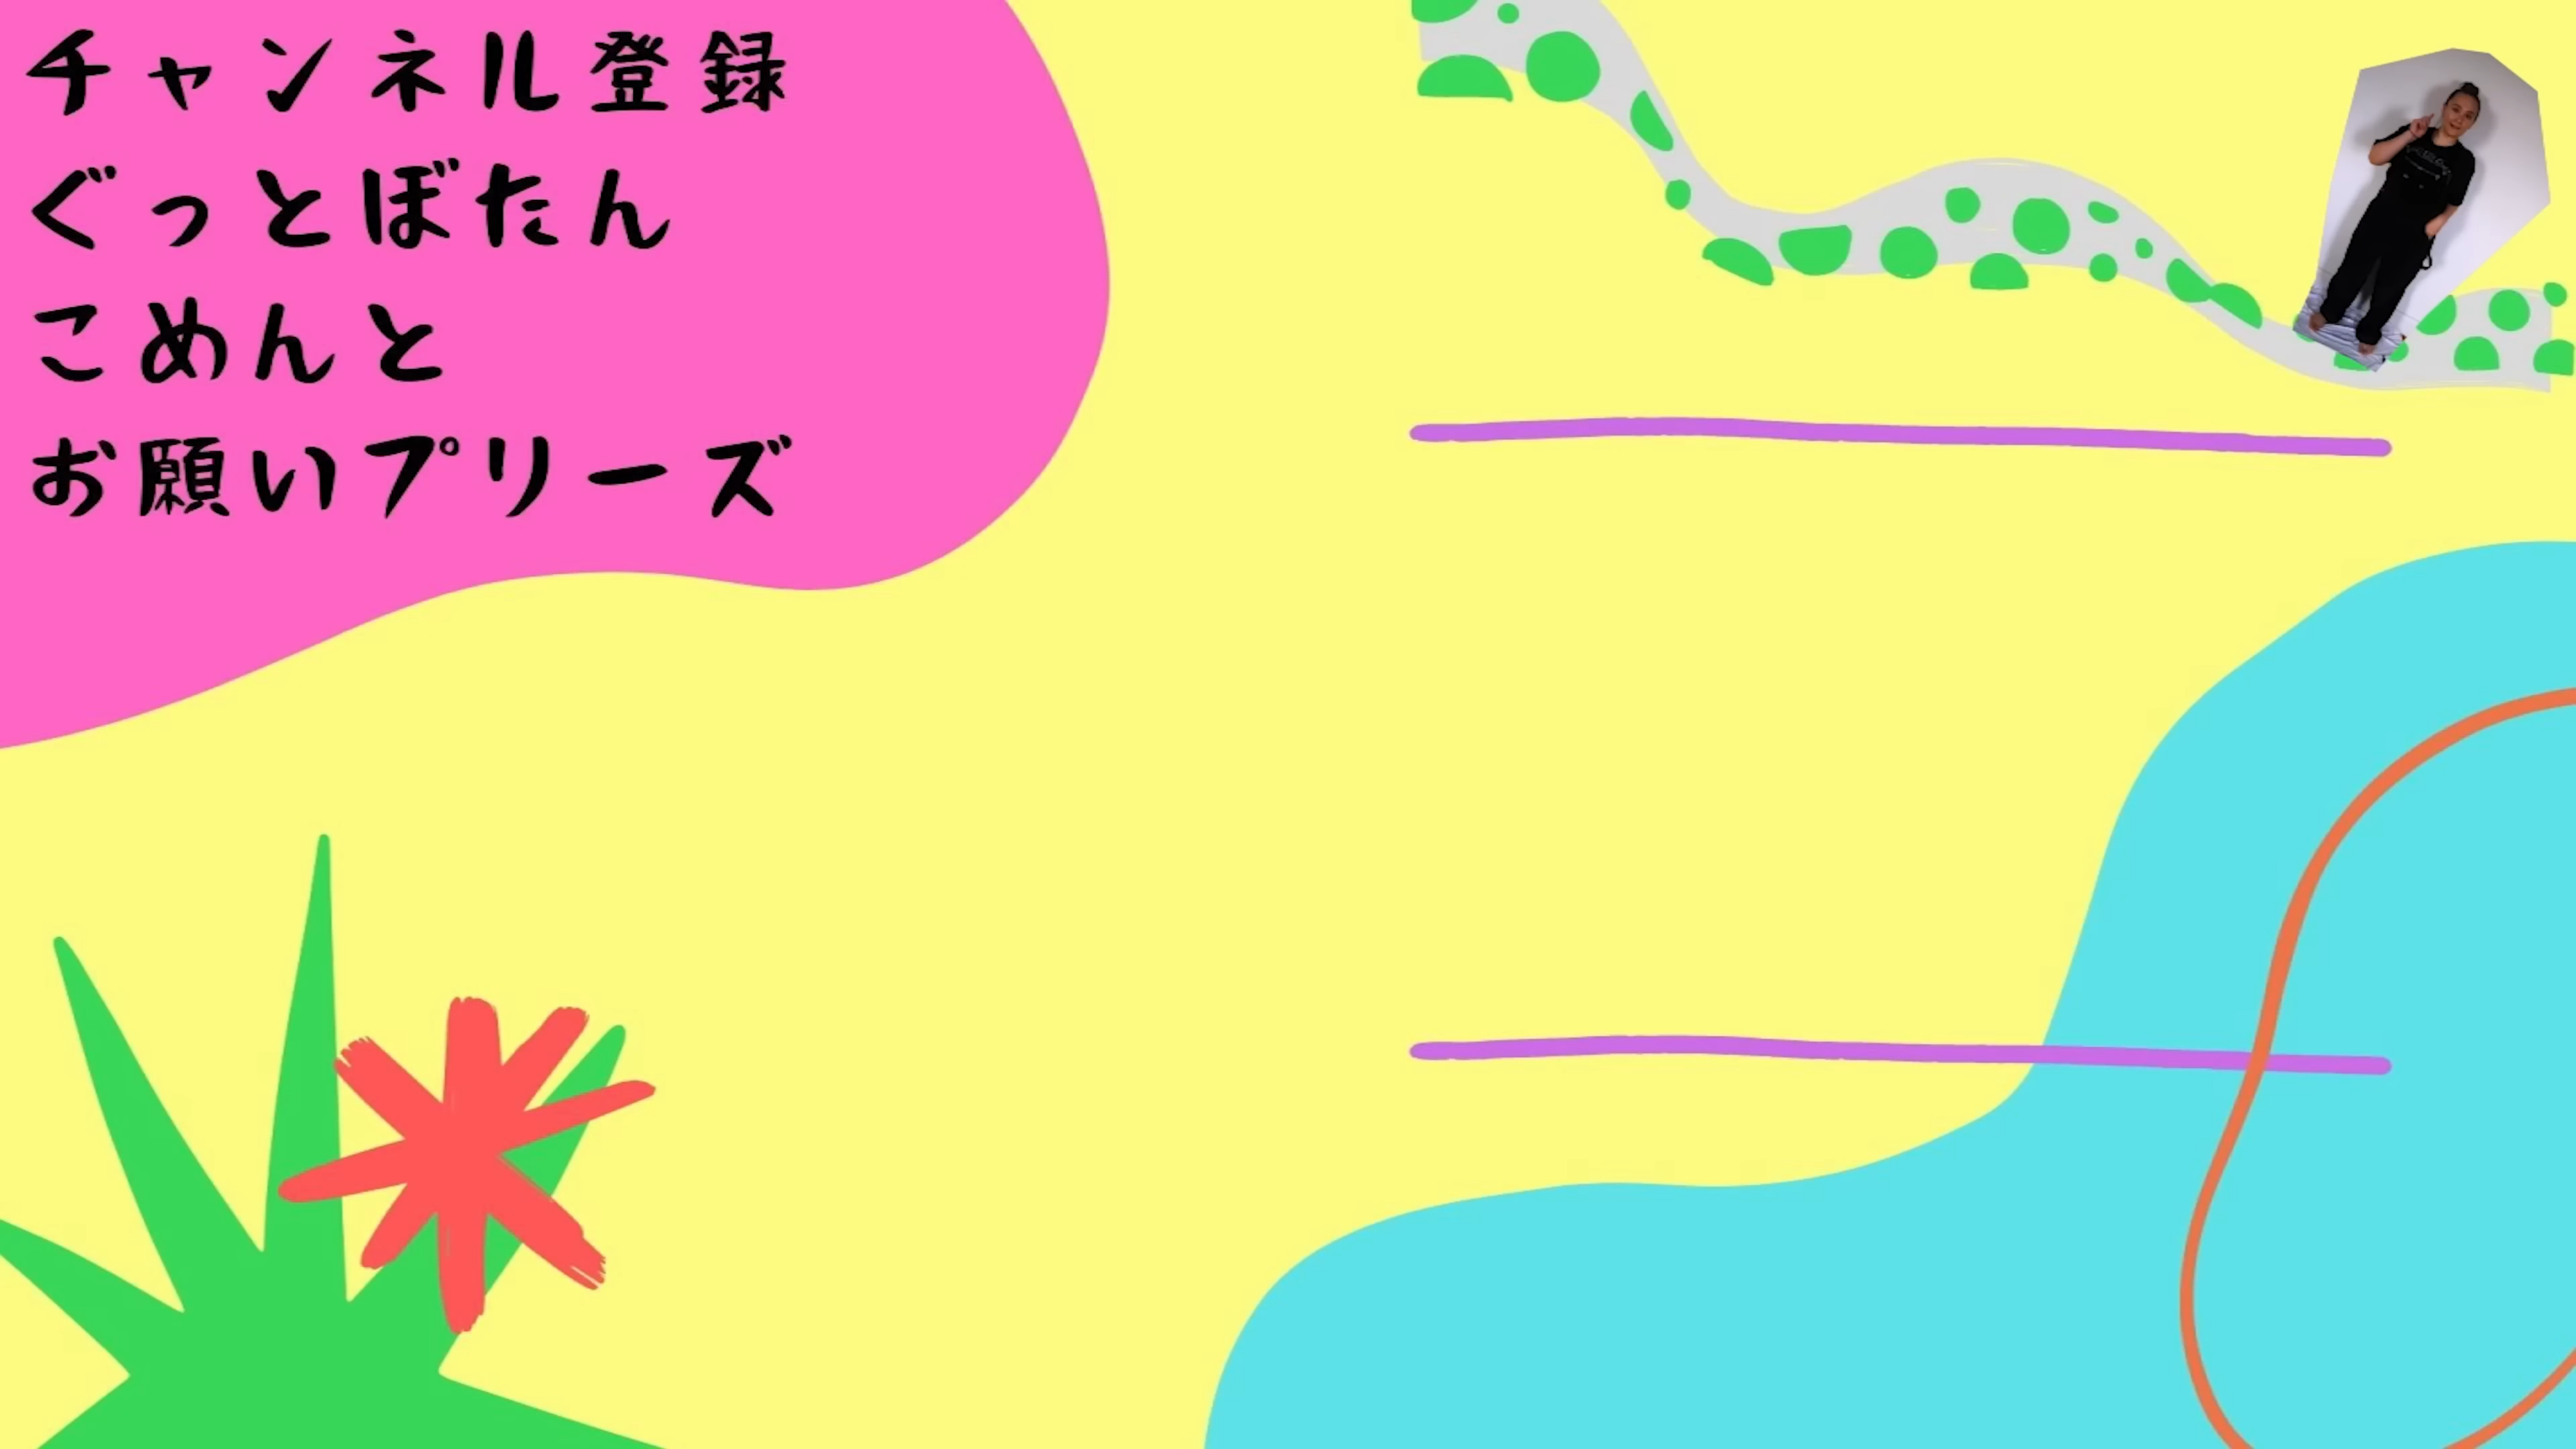 チャンネル登録
ぐっとぼたん
こめんと
お願いプリーズ